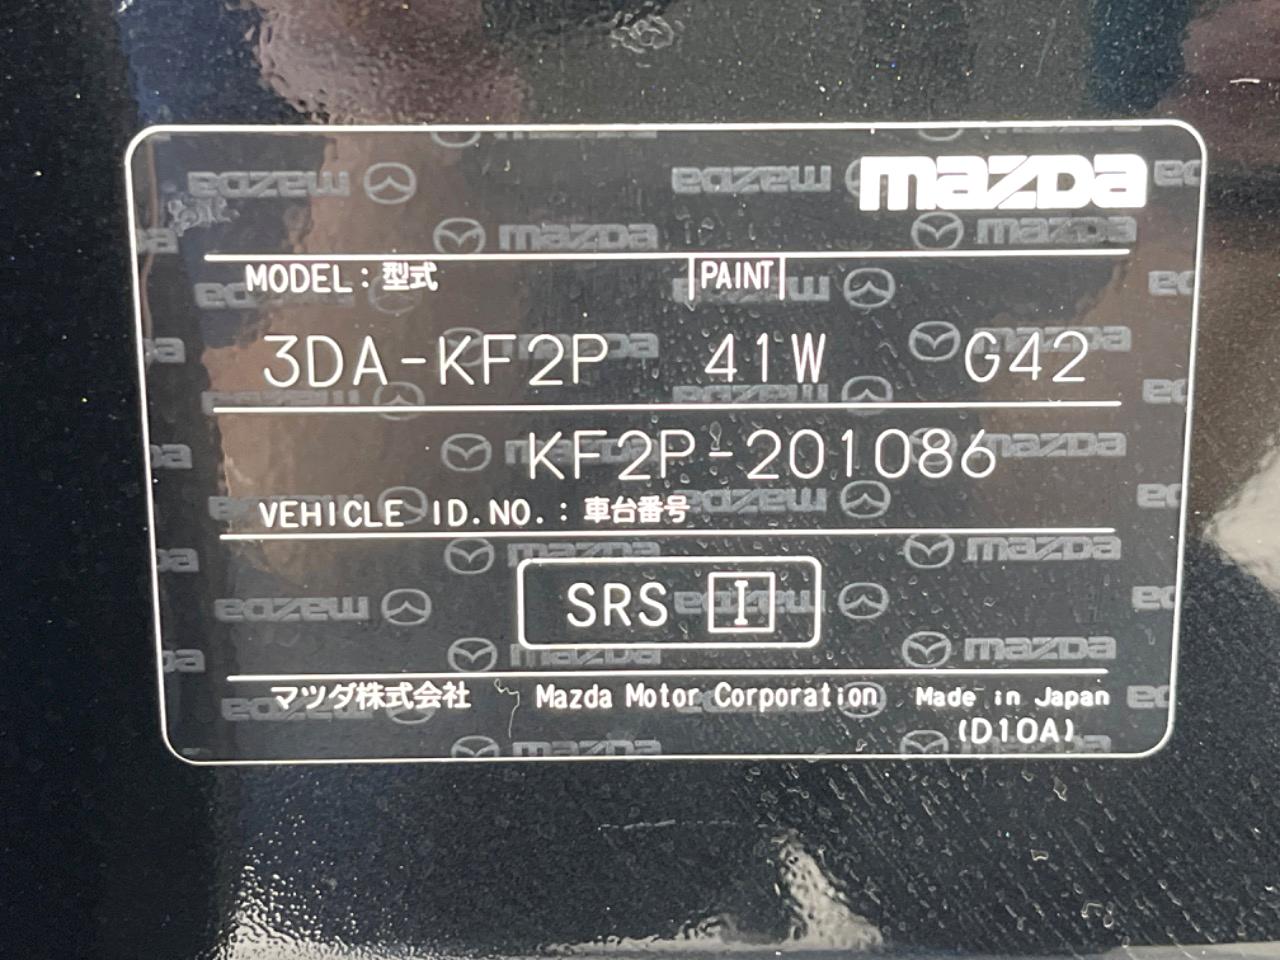 mazda
MODEL : 型式 PAINT
3DA-KF2P 41W G42
KF2P-201086
VEHICLE ID.NO. : 車台番号
SRS I
マツダ株式会社 Mazda Motor Corporation Made in Japan
(D10A)